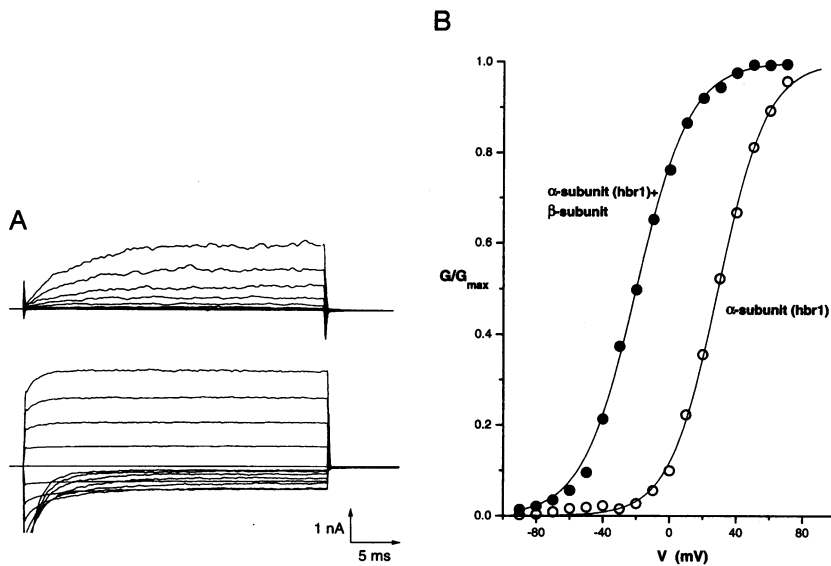 B
A
1 nA
5 ms
1.0
0.8
0.6
G/Gmax
0.4
0.2
0.0
α-subunit (hbr1)+
β-subunit
α-subunit (hbr1)
-80
-40
0
40
80
V (mV)